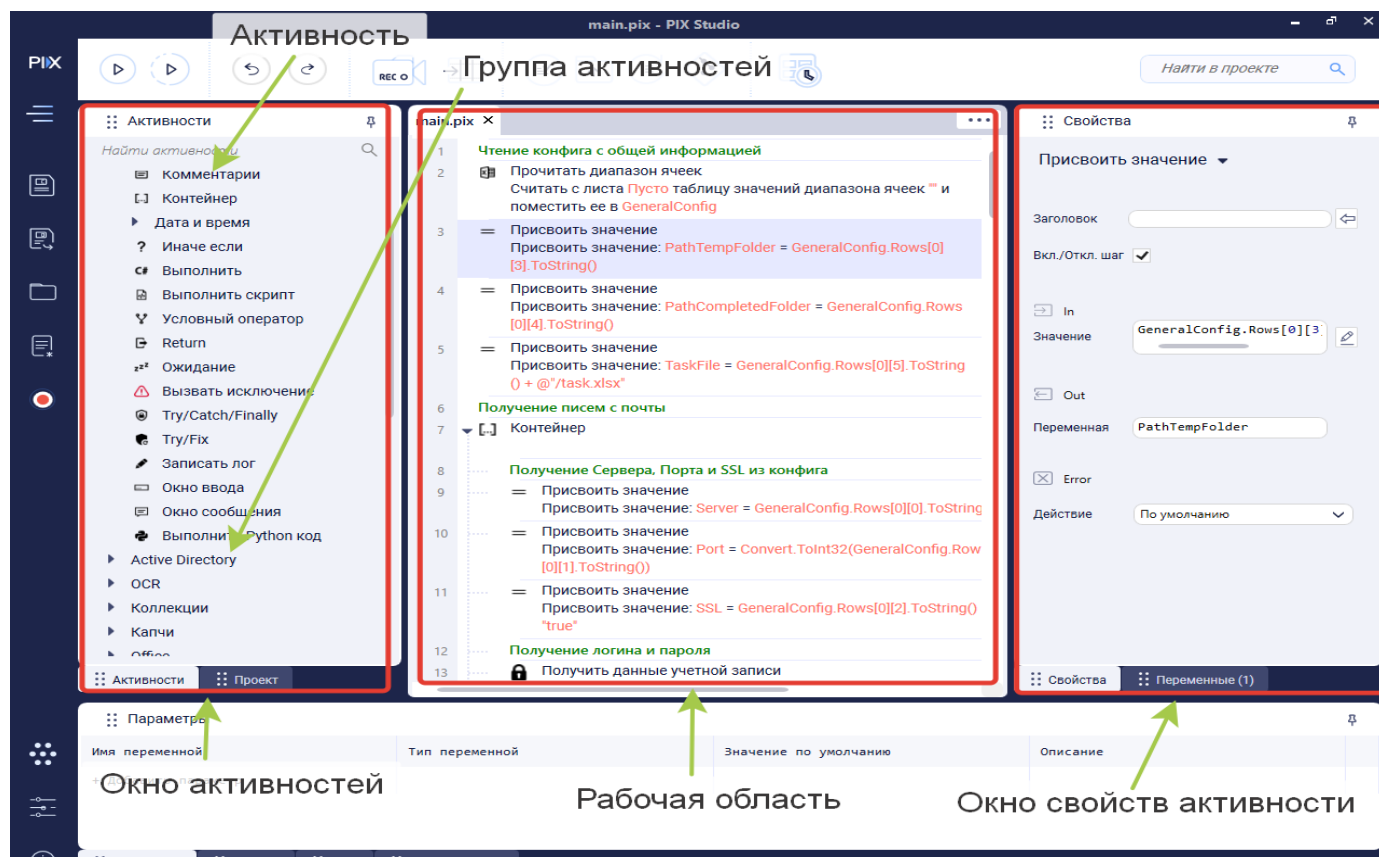 main.pix - PIX Studio
Активность
PIX
REC
Группа активностей
Найти в проекте
Активности
Найти активности
Комментарии
[...] Контейнер
Дата и время
? Иначе если
C# Выполнить
Выполнить скрипт
Условный оператор
Return
zzz Ожидание
Вызвать исключение
Try/Catch/Finally
Try/Fix
Записать лог
Окно ввода
Окно сообщения
Выполнить Python код
Active Directory
OCR
Коллекции
Капчи
Office
Активности
Проект
main.pix ×
1 Чтение конфига с общей информацией
2 Прочитать диапазон ячеек
Считать с листа Пусто таблицу значений диапазона ячеек "" и
поместить ее в GeneralConfig
3 = Присвоить значение
Присвоить значение: PathTempFolder = GeneralConfig.Rows[0]
[3].ToString()
4 = Присвоить значение
Присвоить значение: PathCompletedFolder = GeneralConfig.Rows
[0][4].ToString()
5 = Присвоить значение
Присвоить значение: TaskFile = GeneralConfig.Rows[0][5].ToString
() + @"/task.xlsx"
6 Получение писем с почты
7 [...] Контейнер
8 Получение Сервера, Порта и SSL из конфига
9 = Присвоить значение
Присвоить значение: Server = GeneralConfig.Rows[0][0].ToString
10 = Присвоить значение
Присвоить значение: Port = Convert.ToInt32(GeneralConfig.Row
[0][1].ToString())
11 = Присвоить значение
Присвоить значение: SSL = GeneralConfig.Rows[0][2].ToString()
"true"
12 Получение логина и пароля
13 Получить данные учетной записи
Свойства
Присвоить значение
Заголовок
Вкл./Откл. шаг
In
Значение
GeneralConfig.Rows[0][3
Out
Переменная
PathTempFolder
Error
Действие
По умолчанию
Свойства
Переменные (1)
Параметры
Имя переменной
Тип переменной
Значение по умолчанию
Описание
Окно активностей
Рабочая область
Окно свойств активности